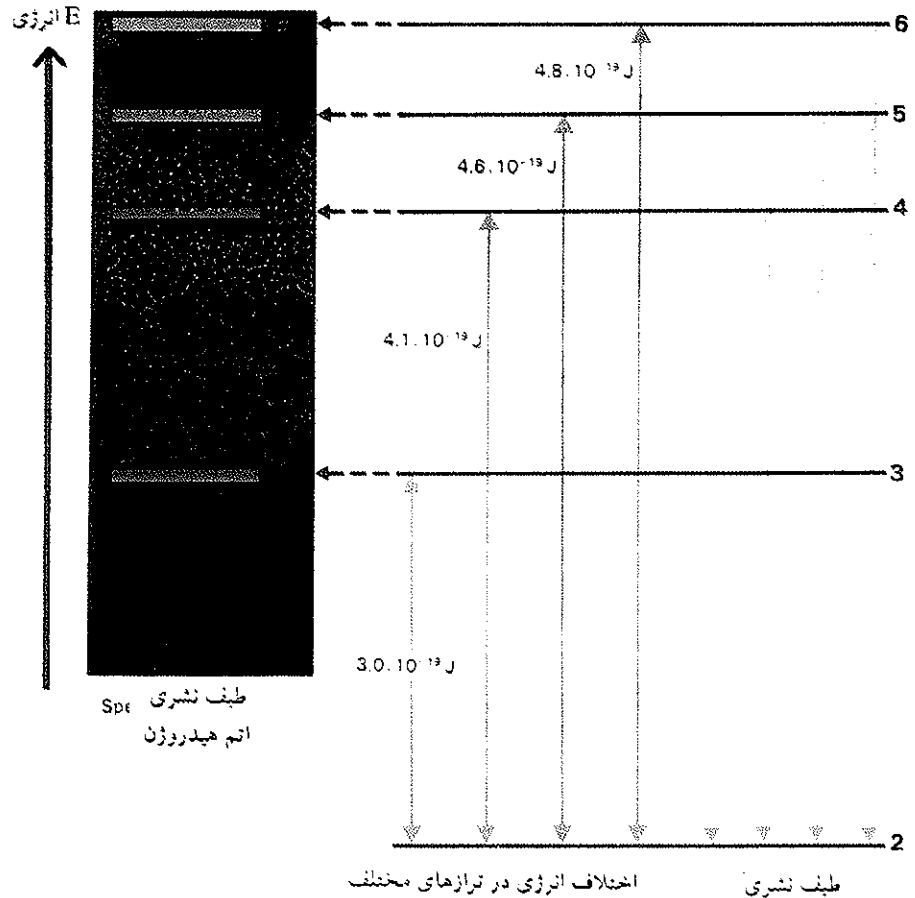 انرژی E
6
4.8.10⁻¹⁹ J
5
4.6.10⁻¹⁹ J
4
4.1.10⁻¹⁹ J
3
3.0.10⁻¹⁹ J
Spe طیف نشری
اتم هیدروژن
2
اختلاف انرژی در ترازهای مختلف
طیف نشری